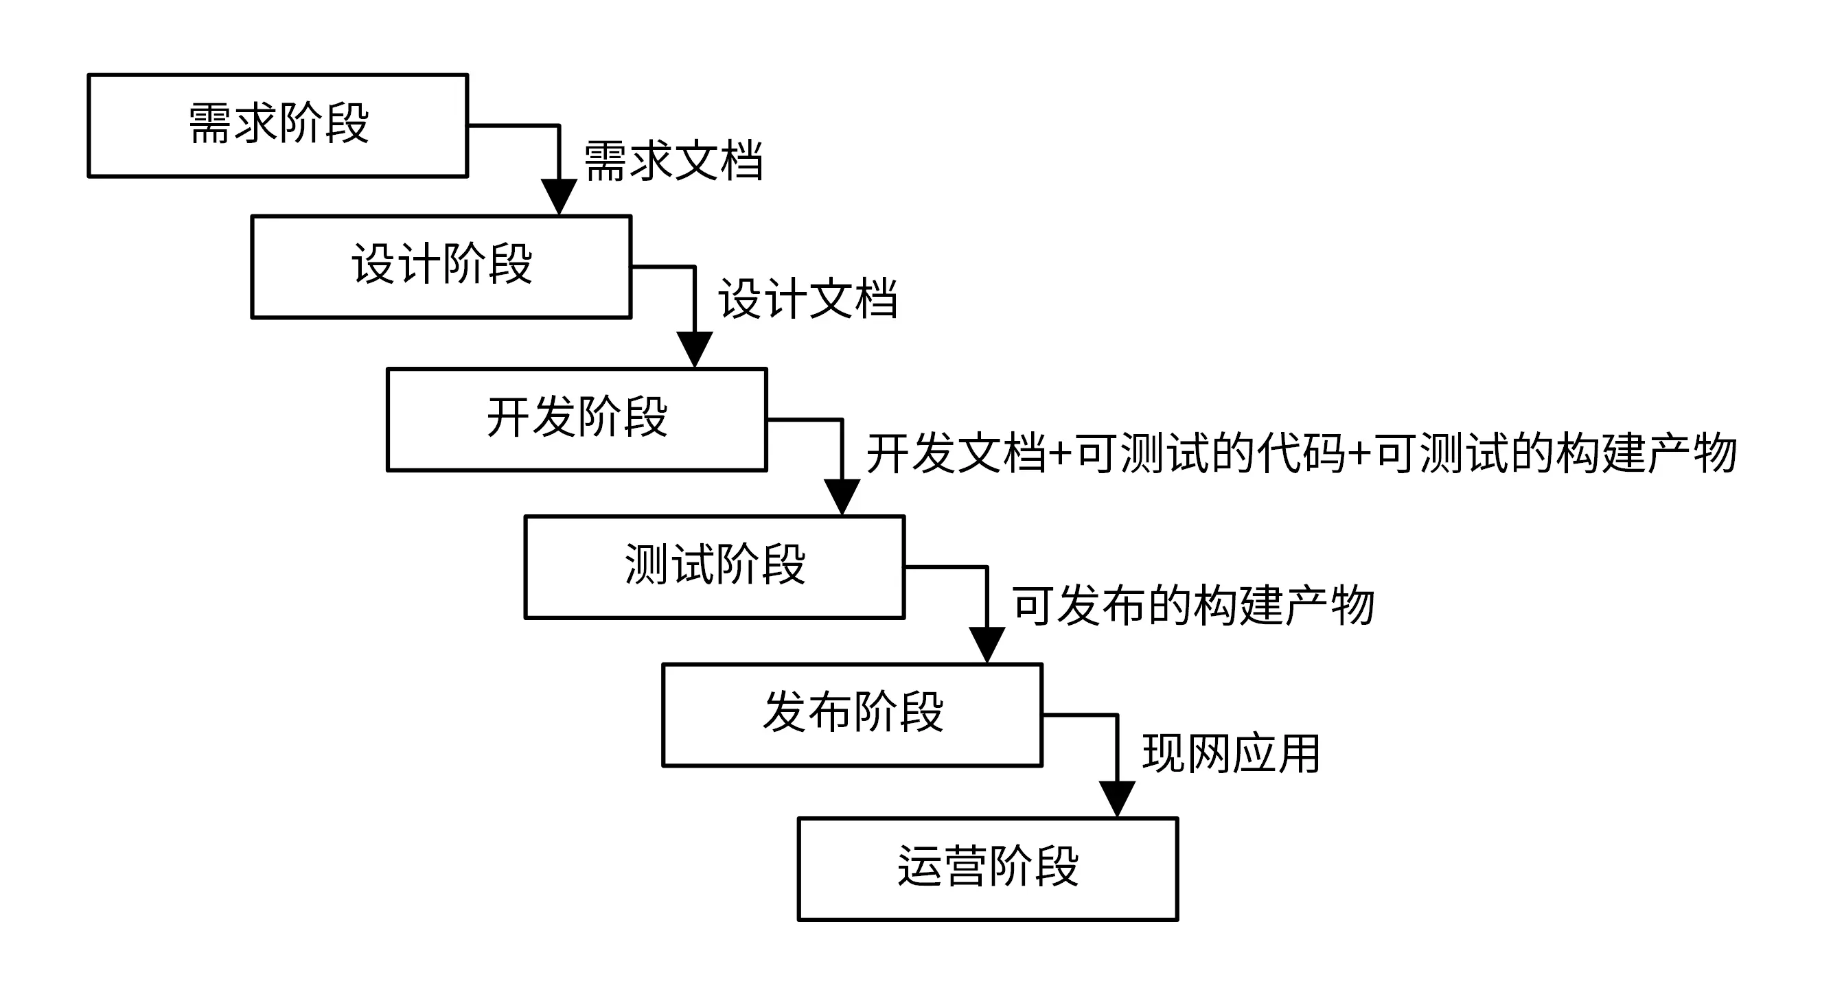 需求阶段
需求文档
设计阶段
设计文档
开发阶段
开发文档+可测试的代码+可测试的构建产物
测试阶段
可发布的构建产物
发布阶段
现网应用
运营阶段